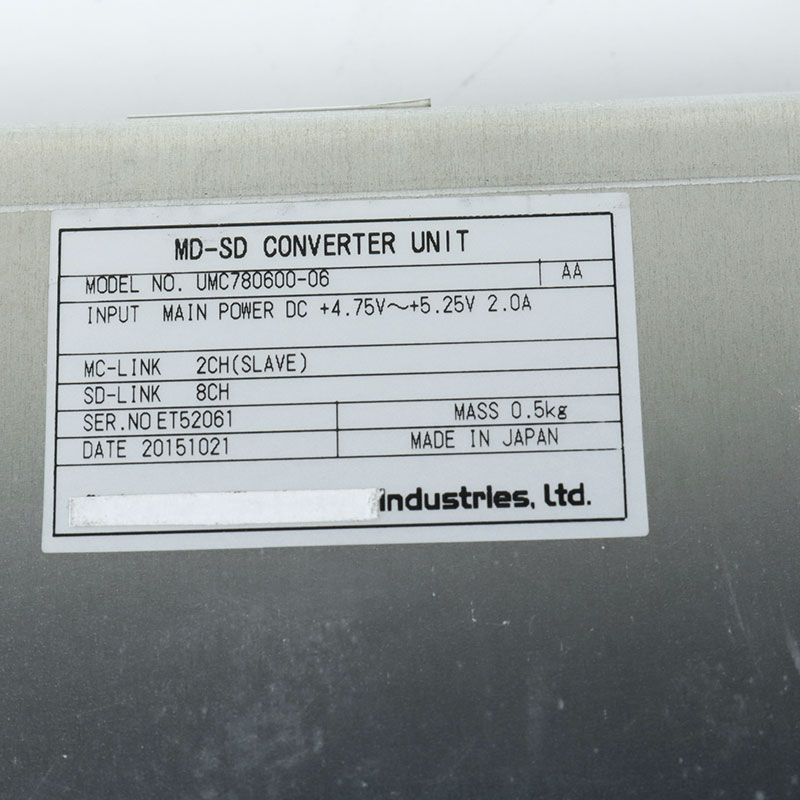 MD-SD CONVERTER UNIT
MODEL NO. UMC780600-06 AA
INPUT MAIN POWER DC +4.75V～+5.25V 2.0A
MC-LINK 2CH(SLAVE)
SD-LINK 8CH
SER.NO ET52061 MASS 0.5kg
DATE 20151021 MADE IN JAPAN
Industries, Ltd.